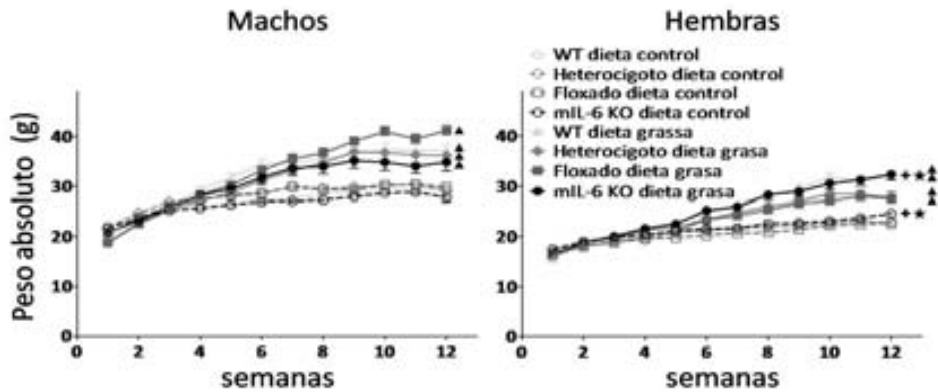 Machos
Hembras
WT dieta control
Heterocigoto dieta control
Floxado dieta control
mIL-6 KO dieta control
WT dieta grassa
Heterocigoto dieta grasa
Floxado dieta grasa
mIL-6 KO dieta grasa
Peso absoluto (g)
40
30
20
10
0
0 2 4 6 8 10 12
semanas
40
30
20
10
0
0 2 4 6 8 10 12
semanas